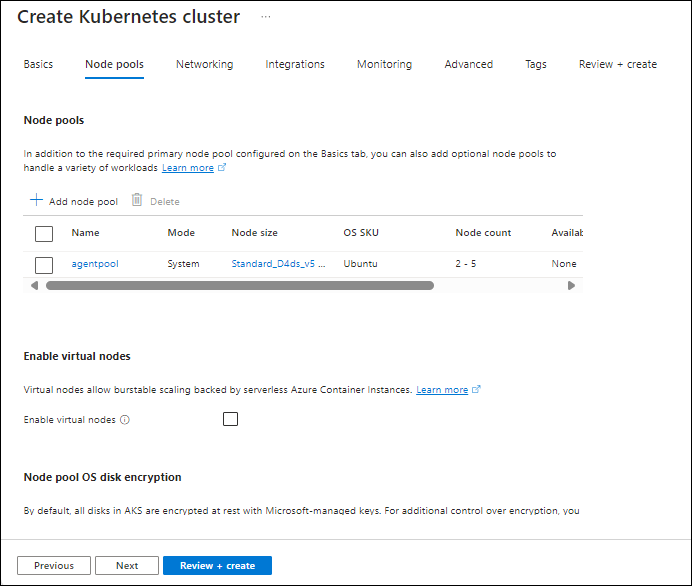 Create Kubernetes cluster ...
Basics Node pools Networking Integrations Monitoring Advanced Tags Review + create
Node pools
In addition to the required primary node pool configured on the Basics tab, you can also add optional node pools to
handle a variety of workloads Learn more
Add node pool Delete
Name Mode Node size OS SKU Node count Availab
agentpool System Standard_D4ds_v5 ... Ubuntu 2 - 5 None
Enable virtual nodes
Virtual nodes allow burstable scaling backed by serverless Azure Container Instances. Learn more
Enable virtual nodes
Node pool OS disk encryption
By default, all disks in AKS are encrypted at rest with Microsoft-managed keys. For additional control over encryption, you
Previous Next Review + create